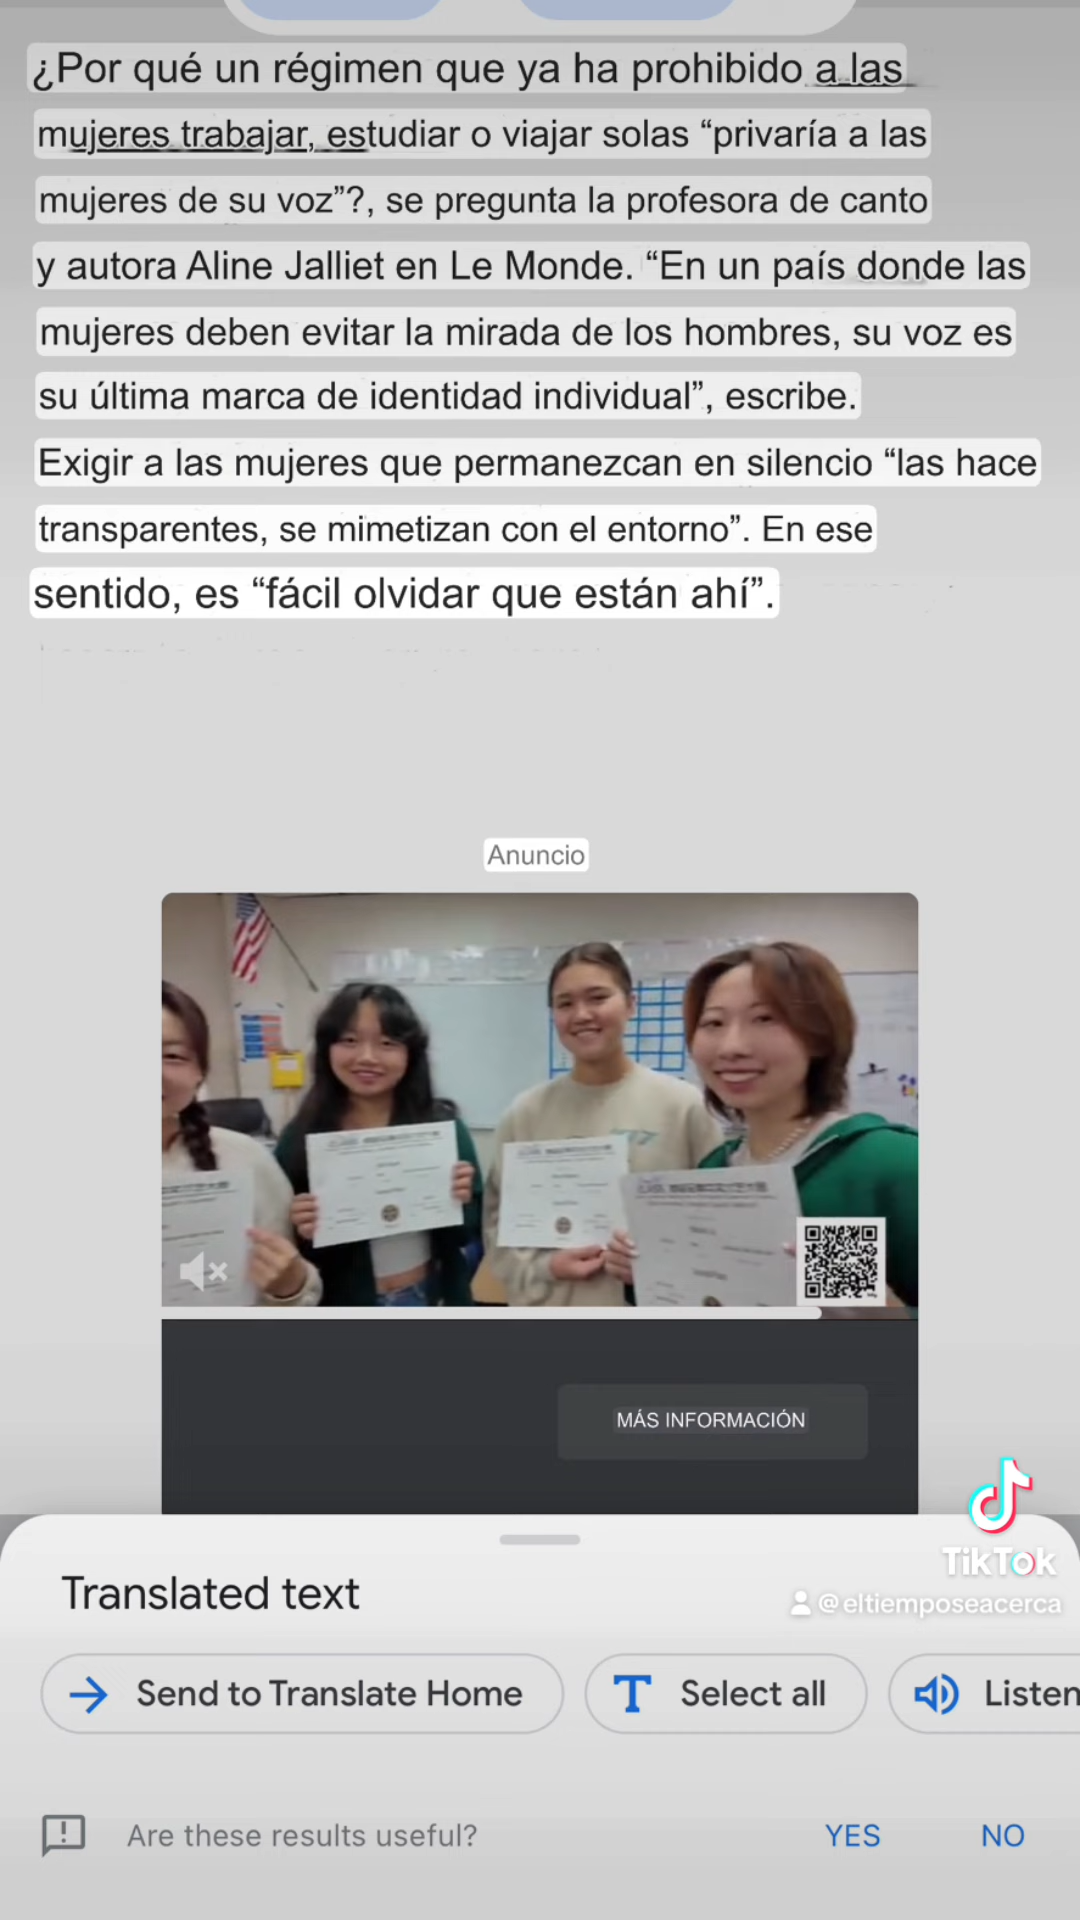 ¿Por qué un régimen que ya ha prohibido a las
mujeres trabajar, estudiar o viajar solas “privaría a las
mujeres de su voz”?, se pregunta la profesora de canto
y autora Aline Jalliet en Le Monde. “En un país donde las
mujeres deben evitar la mirada de los hombres, su voz es
su última marca de identidad individual”, escribe.
Exigir a las mujeres que permanezcan en silencio “las hace
transparentes, se mimetizan con el entorno”. En ese
sentido, es “fácil olvidar que están ahí”.
Anuncio
MÁS INFORMACIÓN
TikTok
@eltiemposeacerca
Translated text
Send to Translate Home
Select all
Listen
Are these results useful?
YES
NO